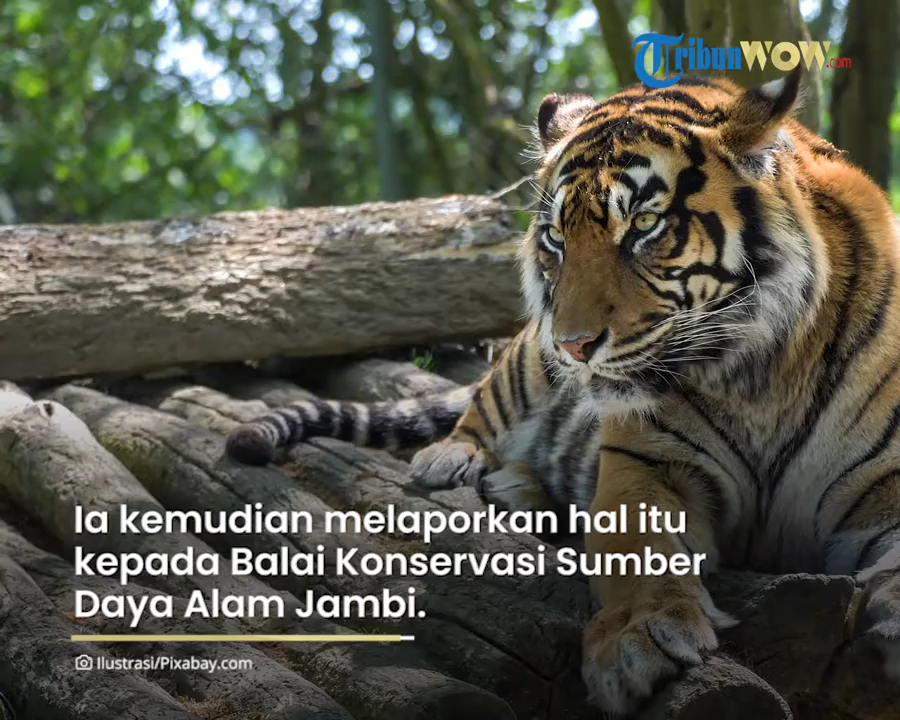 TribunWOW.com
Ia kemudian melaporkan hal itu
kepada Balai Konservasi Sumber
Daya Alam Jambi.
Ilustrasi/Pixabay.com